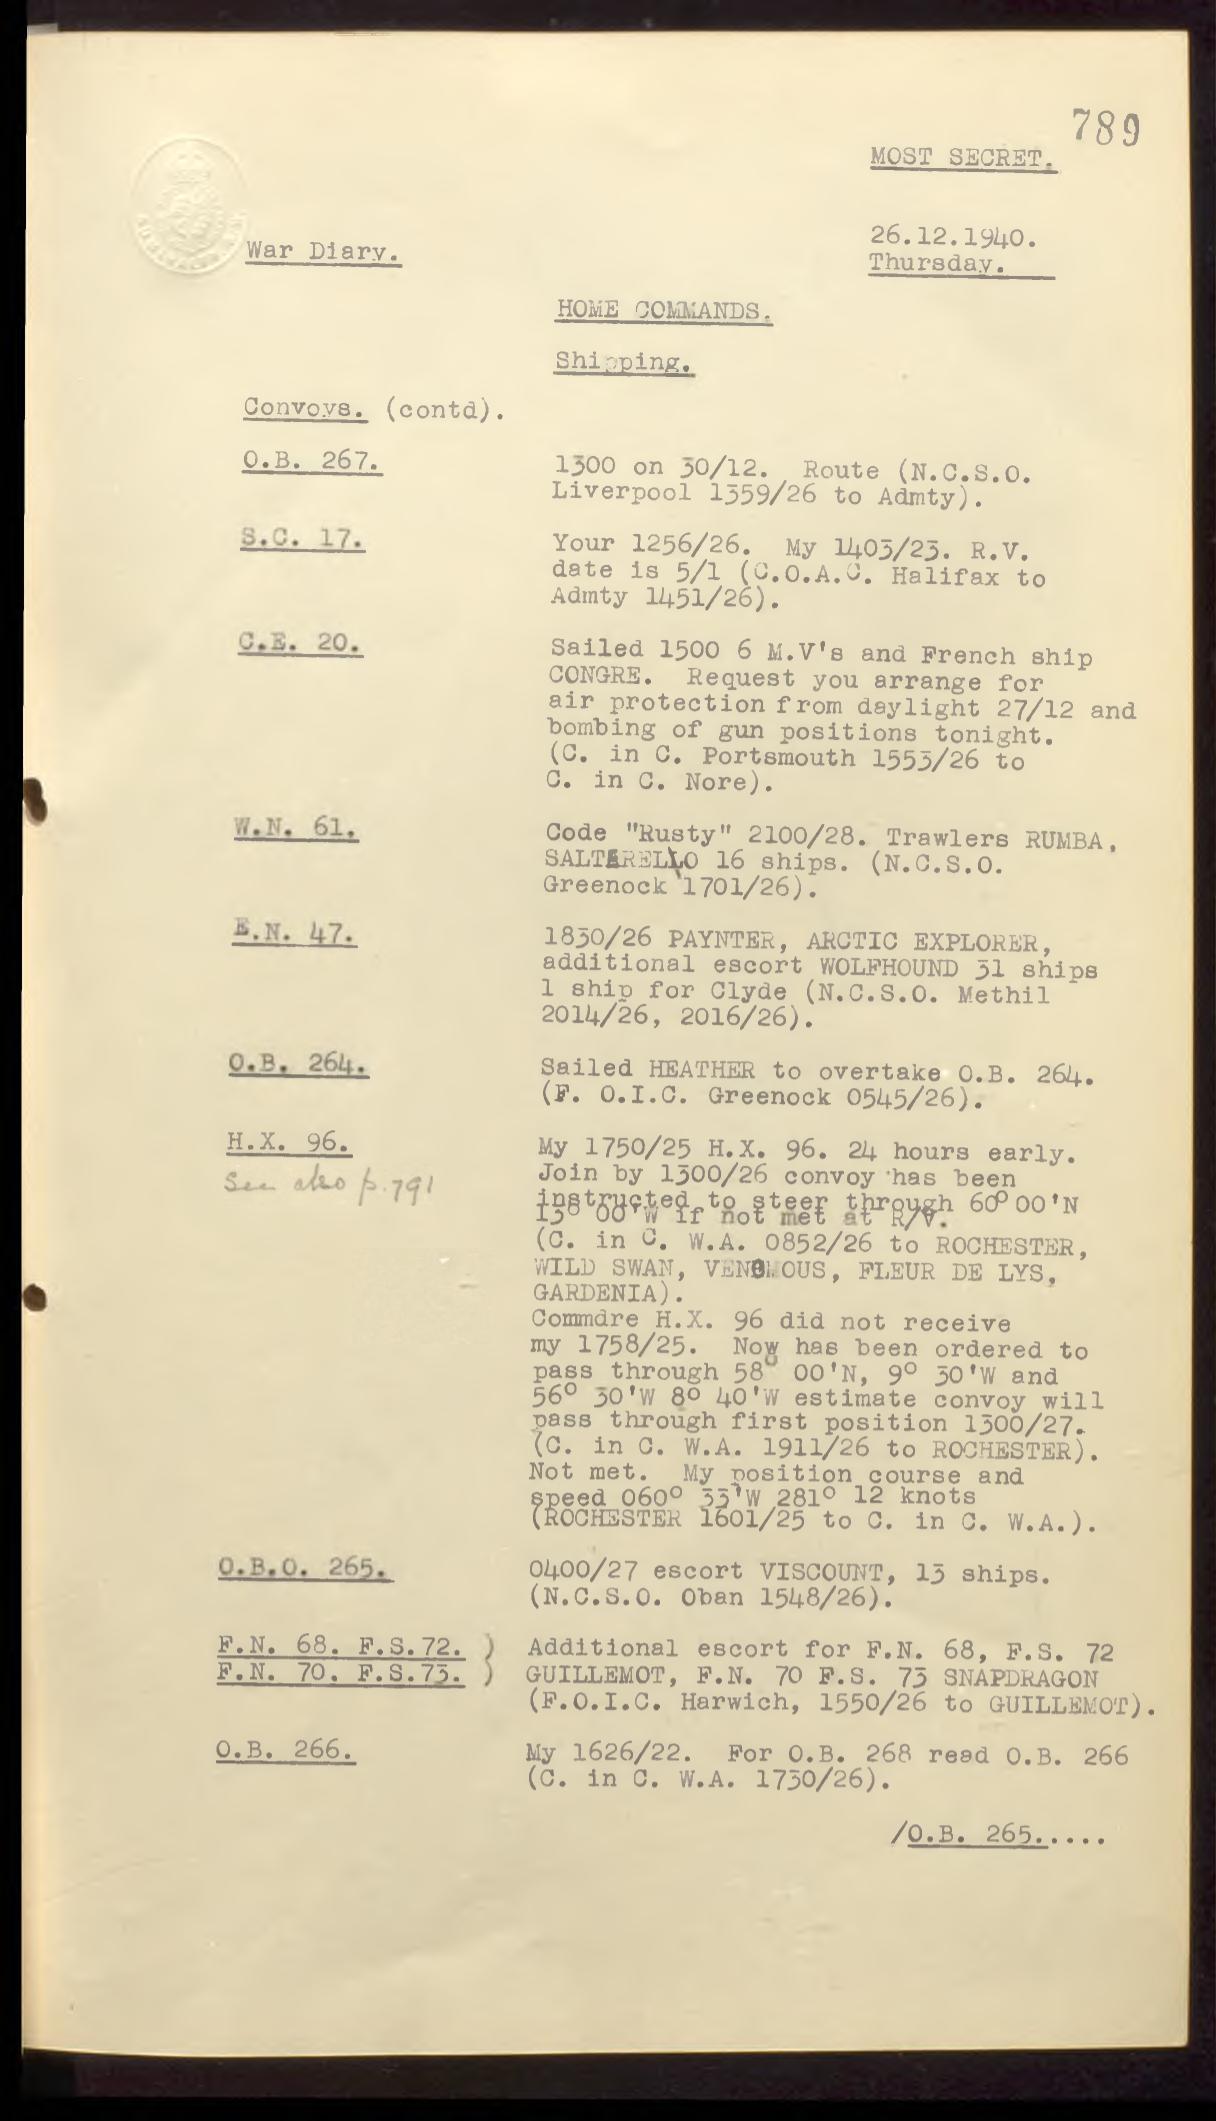 789
MOST SECRET.
26.12.1940.
War Diary.
Thursday.
HOME COMMANDS.
Shipping.
Convoys. (contd).
O.B. 267. 1300 on 30/12. Route (N.C.S.O.
Liverpool 1359/26 to Admty).
S.C. 17. Your 1256/26. My 1403/23. R.V.
date is 5/1 (C.O.A.C. Halifax to
Admty 1451/26).
C.E. 20. Sailed 1500 6 M.V's and French ship
CONGRE. Request you arrange for
air protection from daylight 27/12 and
bombing of gun positions tonight.
(C. in C. Portsmouth 1553/26 to
C. in C. Nore).
W.N. 61. Code "Rusty" 2100/28. Trawlers RUMBA,
SALTARELLO 16 ships. (N.C.S.O.
Greenock 1701/26).
E.N. 47. 1830/26 PAYNTER, ARCTIC EXPLORER,
additional escort WOLFHOUND 31 ships
1 ship for Clyde (N.C.S.O. Methil
2014/26, 2016/26).
O.B. 264. Sailed HEATHER to overtake O.B. 264.
(F. O.I.C. Greenock 0545/26).
H.X. 96. My 1750/25 H.X. 96. 24 hours early.
See also p.791 Join by 1300/26 convoy has been
instructed to steer through 60° 00'N
13° 00'W if not met at R/V.
(C. in C. W.A. 0852/26 to ROCHESTER,
WILD SWAN, VENOMOUS, FLEUR DE LYS,
GARDENIA).
Commdre H.X. 96 did not receive
my 1758/25. Now has been ordered to
pass through 58° 00'N, 9° 30'W and
56° 30'W 8° 40'W estimate convoy will
pass through first position 1300/27.
(C. in C. W.A. 1911/26 to ROCHESTER).
Not met. My position course and
speed 060° 33'W 281° 12 knots
(ROCHESTER 1601/25 to C. in C. W.A.).
O.B.O. 265. 0400/27 escort VISCOUNT, 13 ships.
(N.C.S.O. Oban 1548/26).
F.N. 68. F.S.72. ) Additional escort for F.N. 68, F.S. 72
F.N. 70. F.S.73. ) GUILLEMOT, F.N. 70 F.S. 73 SNAPDRAGON
(F.O.I.C. Harwich, 1550/26 to GUILLEMOT).
O.B. 266. My 1626/22. For O.B. 268 read O.B. 266
(C. in C. W.A. 1730/26).
/O.B. 265.....